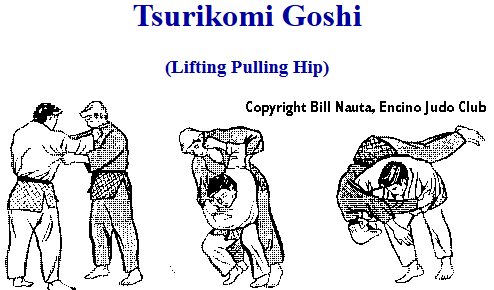 Tsurikomi Goshi
(Lifting Pulling Hip)
Copyright Bill Nauta, Encino Judo Club